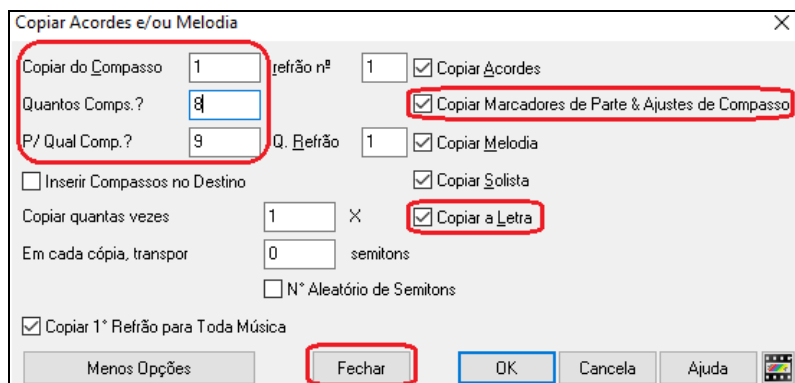 Copiar Acordes e/ou Melodia
Copiar do Compasso 1 refrão nº 1 Copiar Acordes
Quantos Comps.? 8 Copiar Marcadores de Parte & Ajustes de Compasso
P/ Qual Comp.? 9 Q. Refrão 1 Copiar Melodia
Inserir Compassos no Destino Copiar Solista
Copiar quantas vezes 1 X Copiar a Letra
Em cada cópia, transpor 0 semitons
N° Aleatório de Semitons
Copiar 1° Refrão para Toda Música
Menos Opções Fechar OK Cancela Ajuda